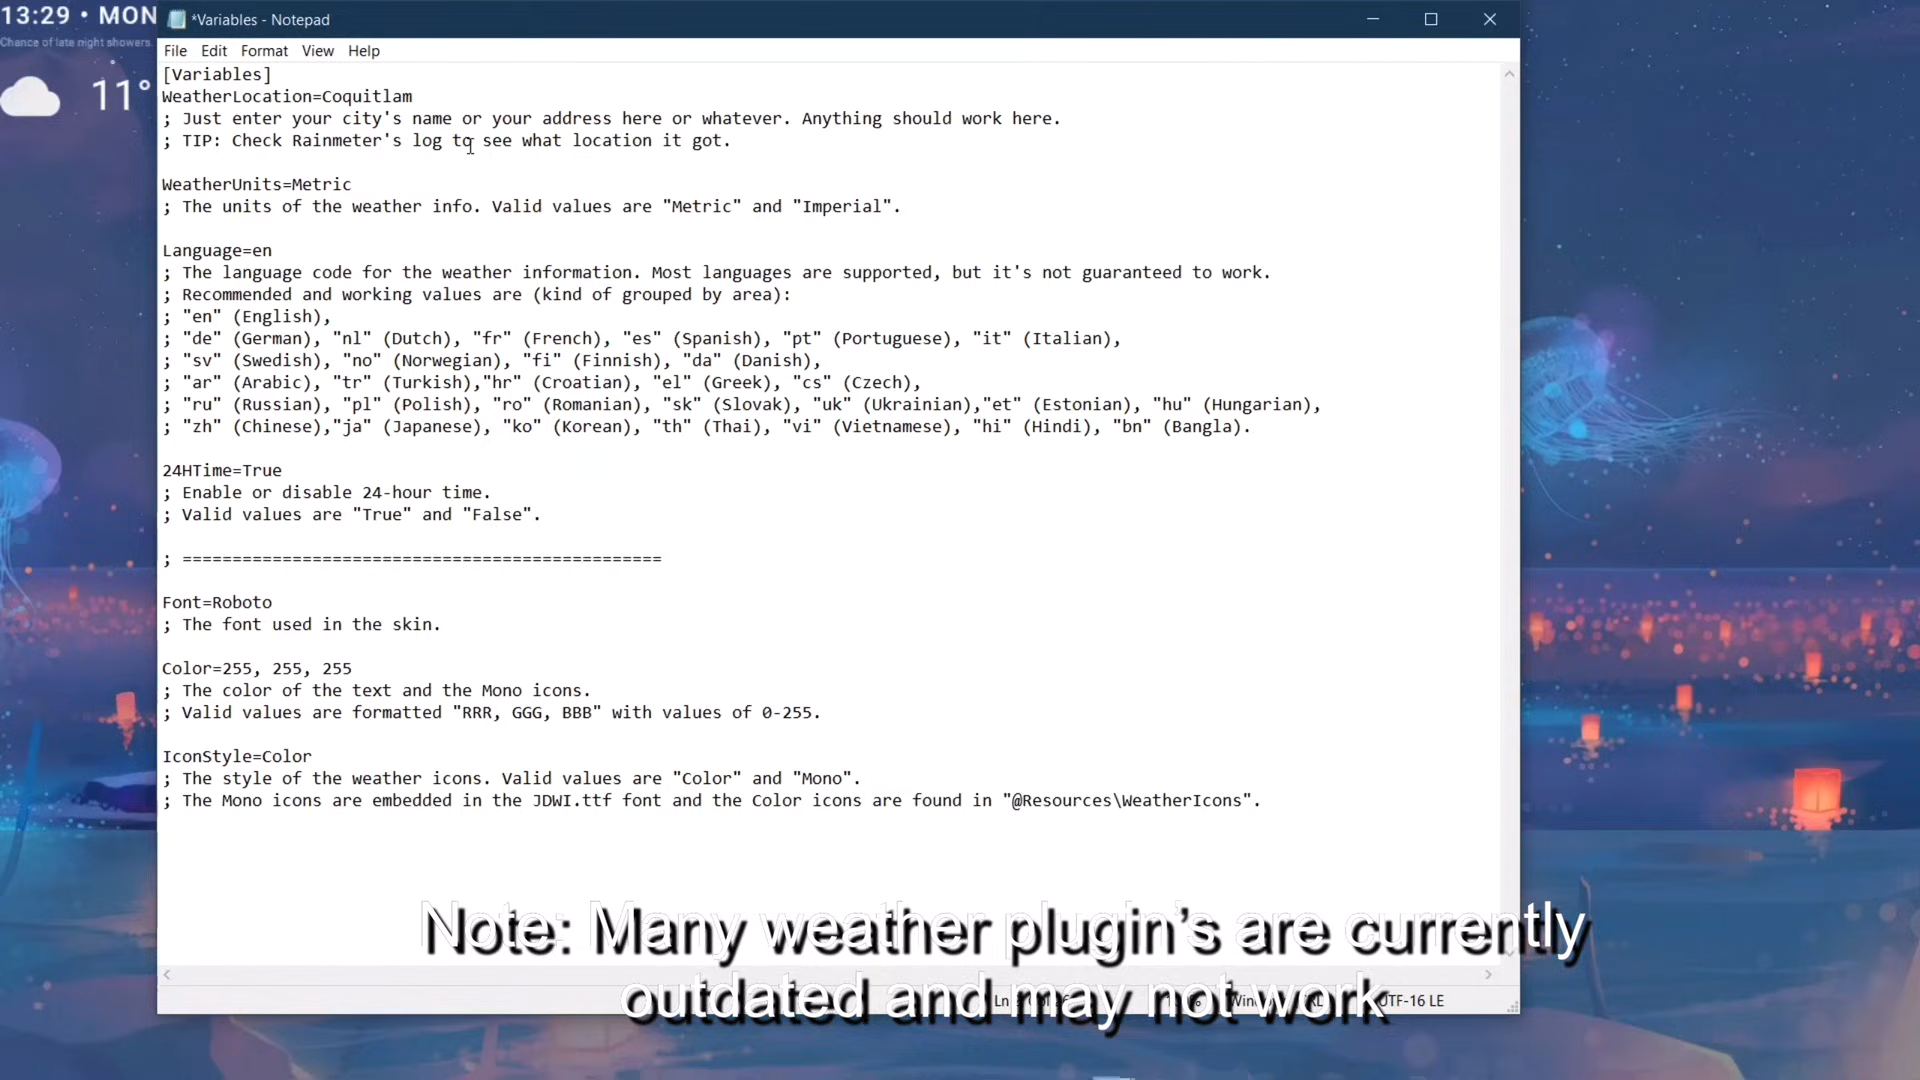 13:29 • MON
Chance of late night showers.
11°
*Variables - Notepad
File Edit Format View Help
[Variables]
WeatherLocation=Coquitlam
; Just enter your city's name or your address here or whatever. Anything should work here.
; TIP: Check Rainmeter's log to see what location it got.
WeatherUnits=Metric
; The units of the weather info. Valid values are "Metric" and "Imperial".
Language=en
; The language code for the weather information. Most languages are supported, but it's not guaranteed to work.
; Recommended and working values are (kind of grouped by area):
; "en" (English),
; "de" (German), "nl" (Dutch), "fr" (French), "es" (Spanish), "pt" (Portuguese), "it" (Italian),
; "sv" (Swedish), "no" (Norwegian), "fi" (Finnish), "da" (Danish),
; "ar" (Arabic), "tr" (Turkish),"hr" (Croatian), "el" (Greek), "cs" (Czech),
; "ru" (Russian), "pl" (Polish), "ro" (Romanian), "sk" (Slovak), "uk" (Ukrainian),"et" (Estonian), "hu" (Hungarian),
; "zh" (Chinese),"ja" (Japanese), "ko" (Korean), "th" (Thai), "vi" (Vietnamese), "hi" (Hindi), "bn" (Bangla).
24HTime=True
; Enable or disable 24-hour time.
; Valid values are "True" and "False".
; ================================================
Font=Roboto
; The font used in the skin.
Color=255, 255, 255
; The color of the text and the Mono icons.
; Valid values are formatted "RRR, GGG, BBB" with values of 0-255.
IconStyle=Color
; The style of the weather icons. Valid values are "Color" and "Mono".
; The Mono icons are embedded in the JDWI.ttf font and the Color icons are found in "@Resources\WeatherIcons".
Note: Many weather plugin's are currently
outdated and may not work
UTF-16 LE